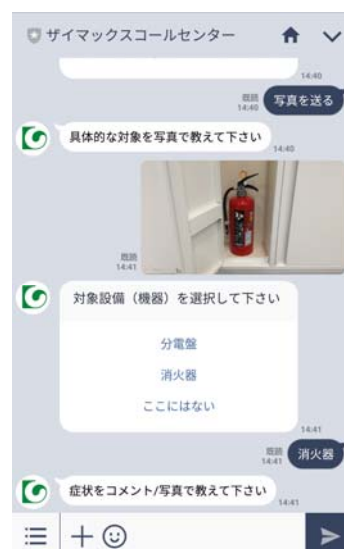 ザイマックスコールセンター
14:40
既読
14:40
写真を送る
具体的な対象を写真で教えて下さい
14:40
既読
14:41
対象設備（機器）を選択して下さい
分電盤
消火器
ここにはない
14:41
既読
14:41
消火器
症状をコメント/写真で教えて下さい
14:41